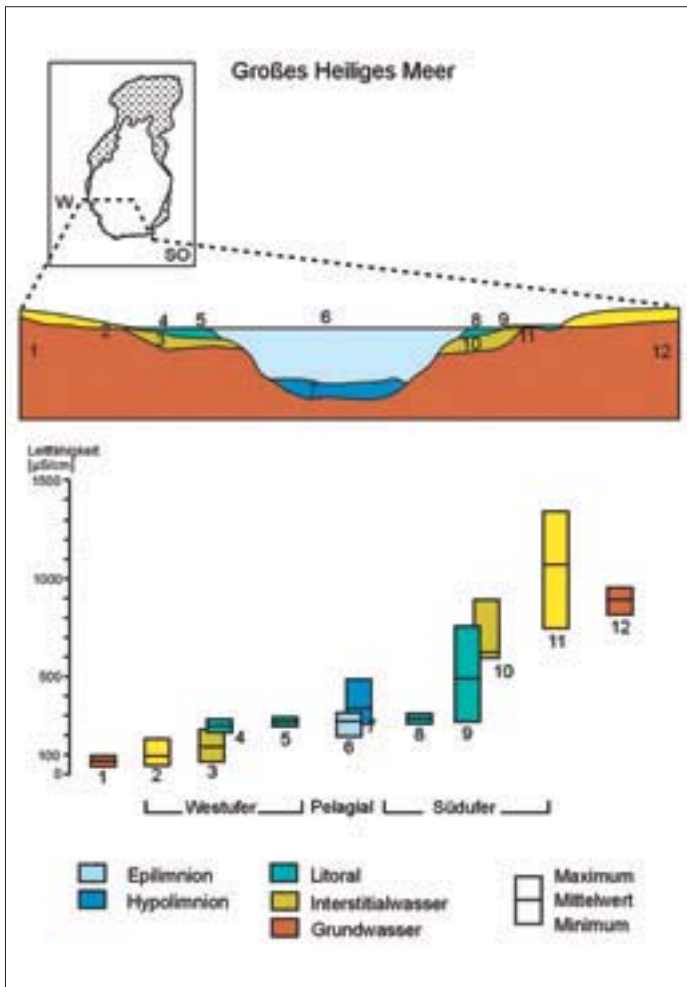 Großes Heiliges Meer
W
SO
1 2 3 4 5 6 8 9 10 11 12
Leitfähigkeit
[µS/cm]
1500
1000
500
100
0
1 2 3 4 5 6 7 8 9 10 11 12
Westufer Pelagial Südufer
Epilimnion Litoral Maximum
Hypolimnion Interstitialwasser Mittelwert
Grundwasser Minimum